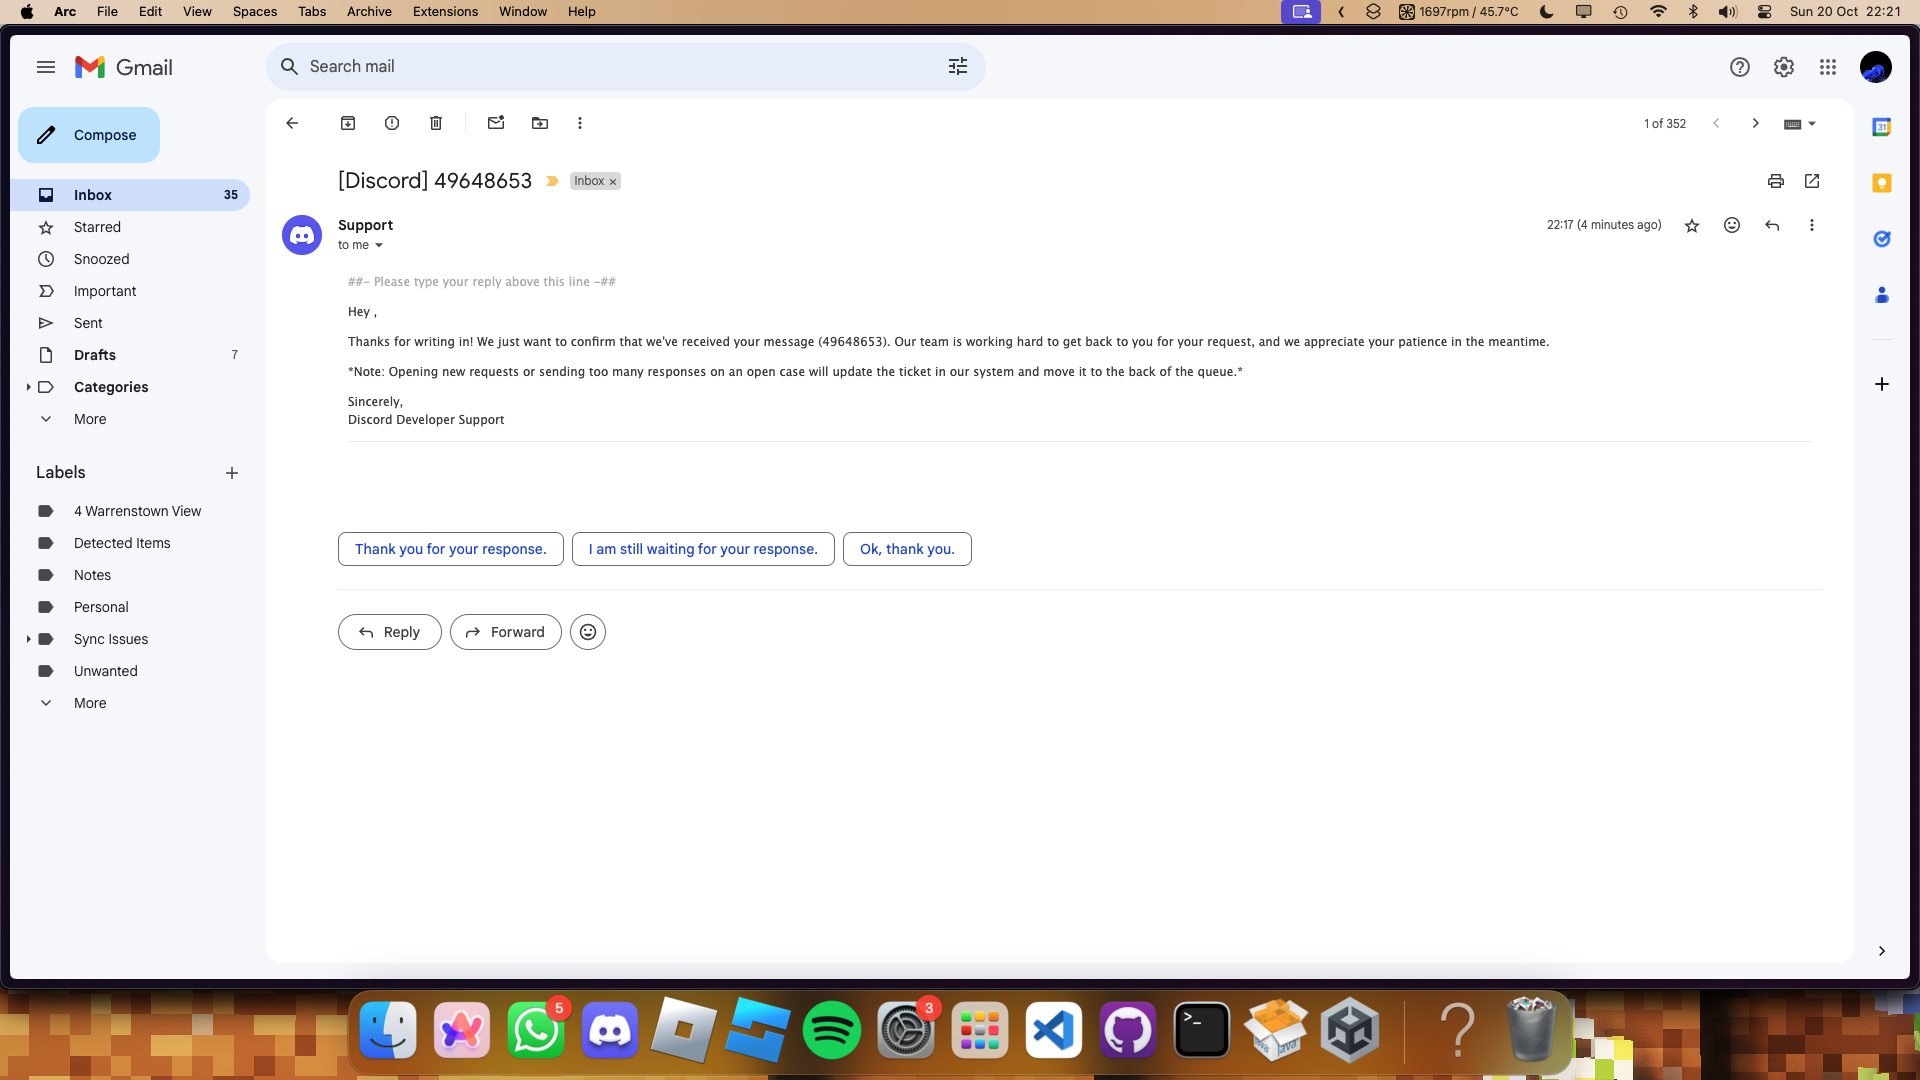 Arc File Edit View Spaces Tabs Archive Extensions Window Help 1697rpm / 45.7°C Sun 20 Oct 22:21
Gmail
Search mail
Compose
1 of 352
Inbox 35
Starred
Snoozed
Important
Sent
Drafts 7
Categories
More
Labels
4 Warrenstown View
Detected Items
Notes
Personal
Sync Issues
Unwanted
More
[Discord] 49648653 Inbox ×
Support 22:17 (4 minutes ago)
to me
##- Please type your reply above this line -##
Hey ,
Thanks for writing in! We just want to confirm that we've received your message (49648653). Our team is working hard to get back to you for your request, and we appreciate your patience in the meantime.
*Note: Opening new requests or sending too many responses on an open case will update the ticket in our system and move it to the back of the queue.*
Sincerely,
Discord Developer Support
Thank you for your response. I am still waiting for your response. Ok, thank you.
Reply Forward
31
5
3
>_
Java
?